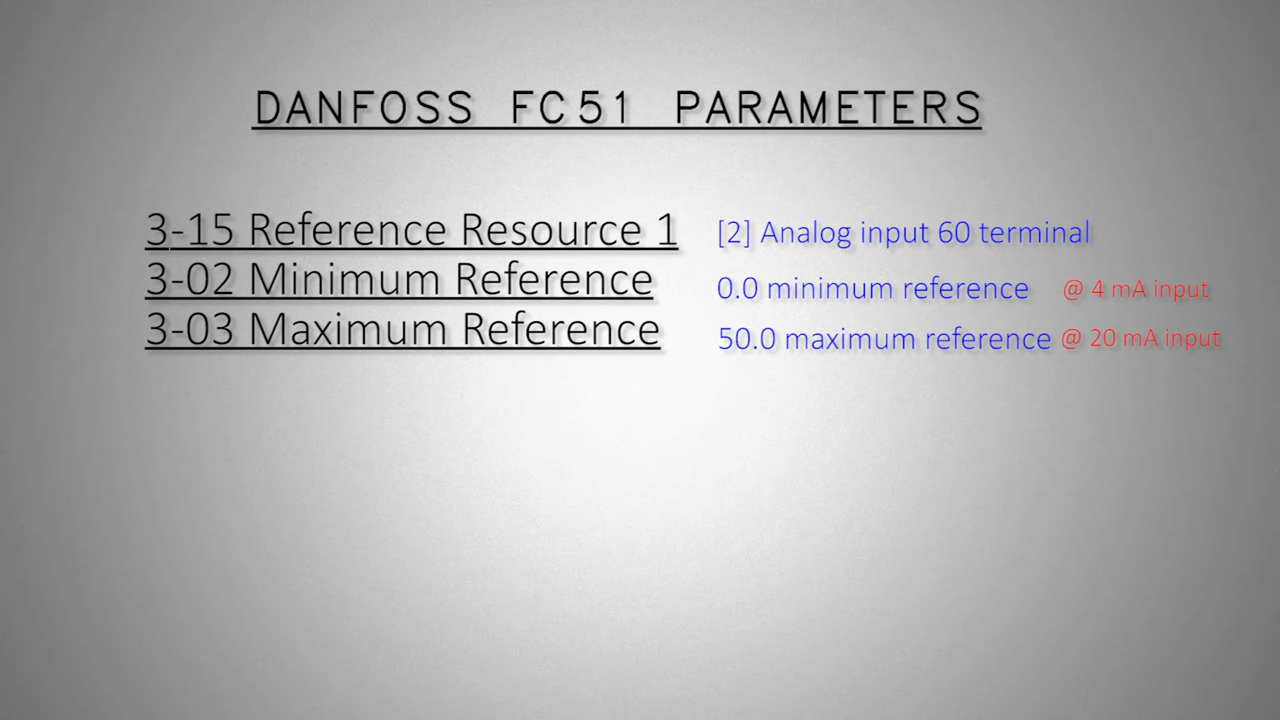 DANFOSS FC51 PARAMETERS
3-15 Reference Resource 1 [2] Analog input 60 terminal
3-02 Minimum Reference 0.0 minimum reference @ 4 mA input
3-03 Maximum Reference 50.0 maximum reference @ 20 mA input